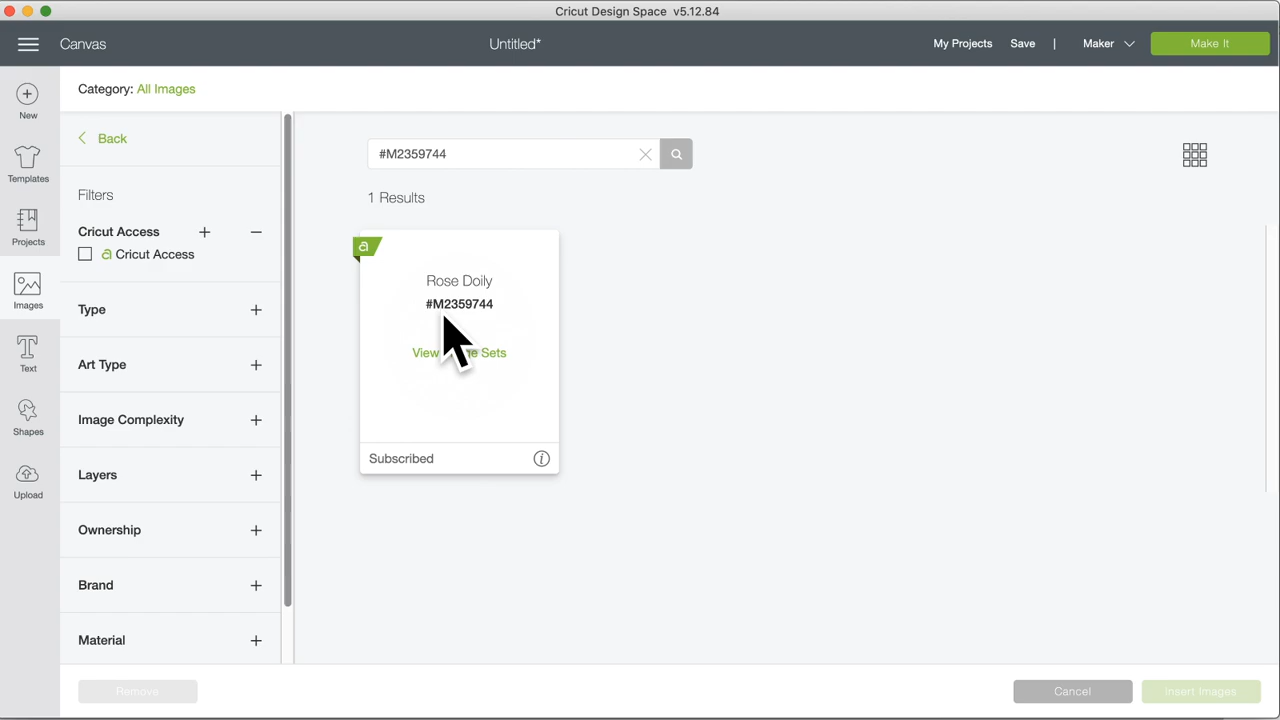 Cricut Design Space v5.12.84
Canvas
Untitled*
My Projects Save | Maker Make It
New
Templates
Projects
Images
Text
Shapes
Upload
Category: All Images
Back
Filters
Cricut Access + −
a Cricut Access
Type +
Art Type +
Image Complexity +
Layers +
Ownership +
Brand +
Material +
#M2359744
1 Results
a
Rose Doily
#M2359744
View Sets
Subscribed i
Remove
Cancel
Insert Images